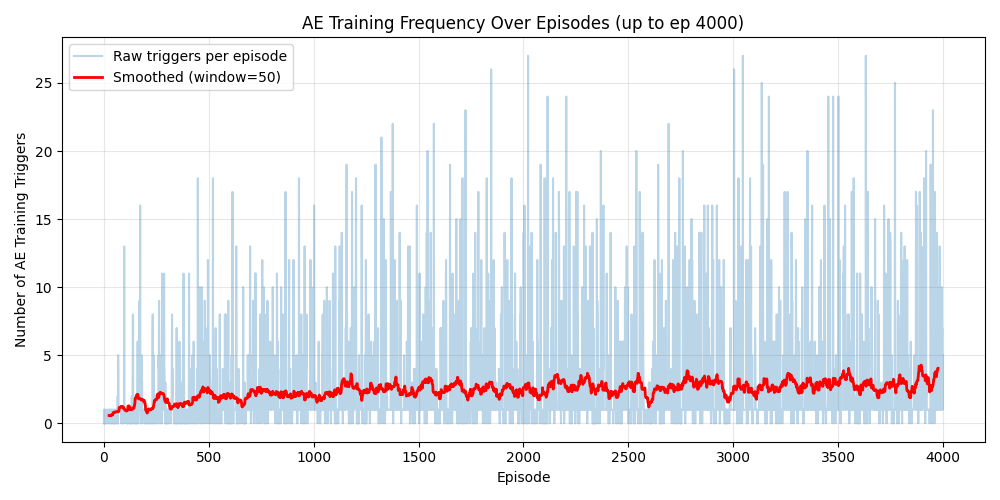 AE Training Frequency Over Episodes (up to ep 4000)
Raw triggers per episode
Smoothed (window=50)
Number of AE Training Triggers
25
20
15
10
5
0
0 500 1000 1500 2000 2500 3000 3500 4000
Episode